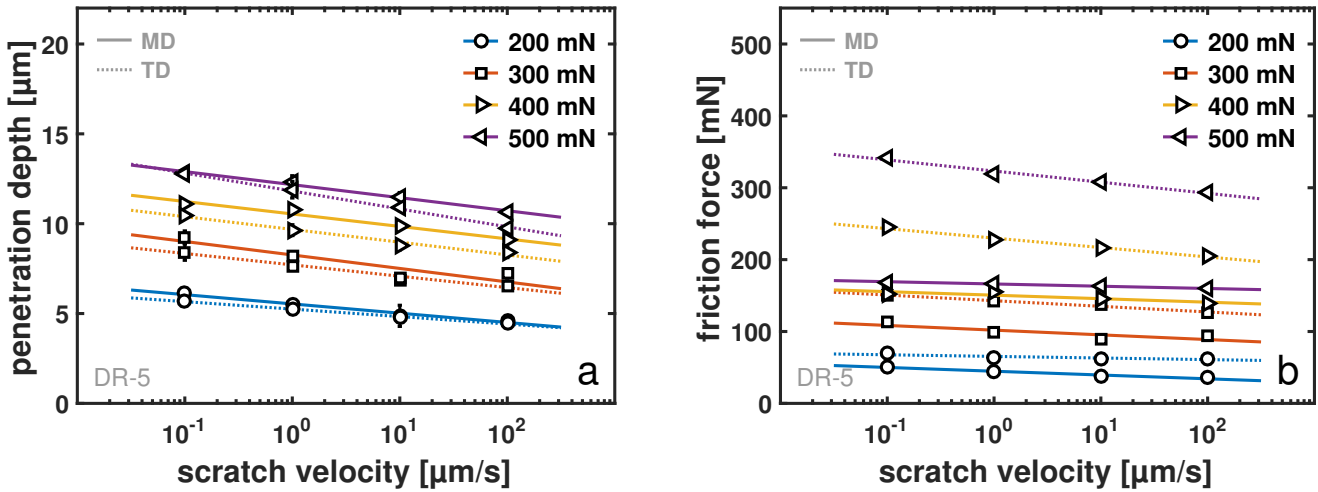 MD
TD
200 mN
300 mN
400 mN
500 mN
20
15
10
5
0
penetration depth [µm]
DR-5
a
10⁻¹
10⁰
10¹
10²
scratch velocity [µm/s]
MD
TD
200 mN
300 mN
400 mN
500 mN
500
400
300
200
100
0
friction force [mN]
DR-5
b
10⁻¹
10⁰
10¹
10²
scratch velocity [µm/s]